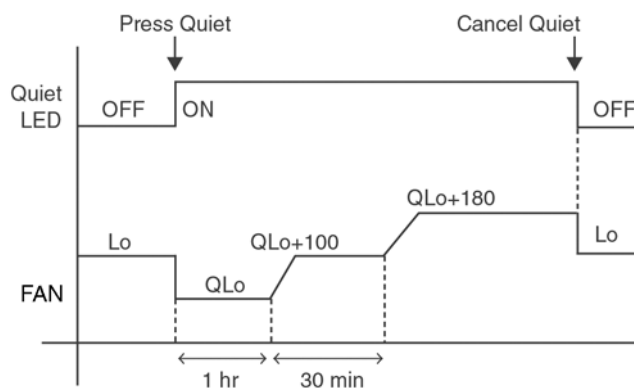 Press Quiet
Cancel Quiet
Quiet
LED
OFF
ON
OFF
QLo+180
Lo
QLo+100
Lo
QLo
FAN
1 hr
30 min